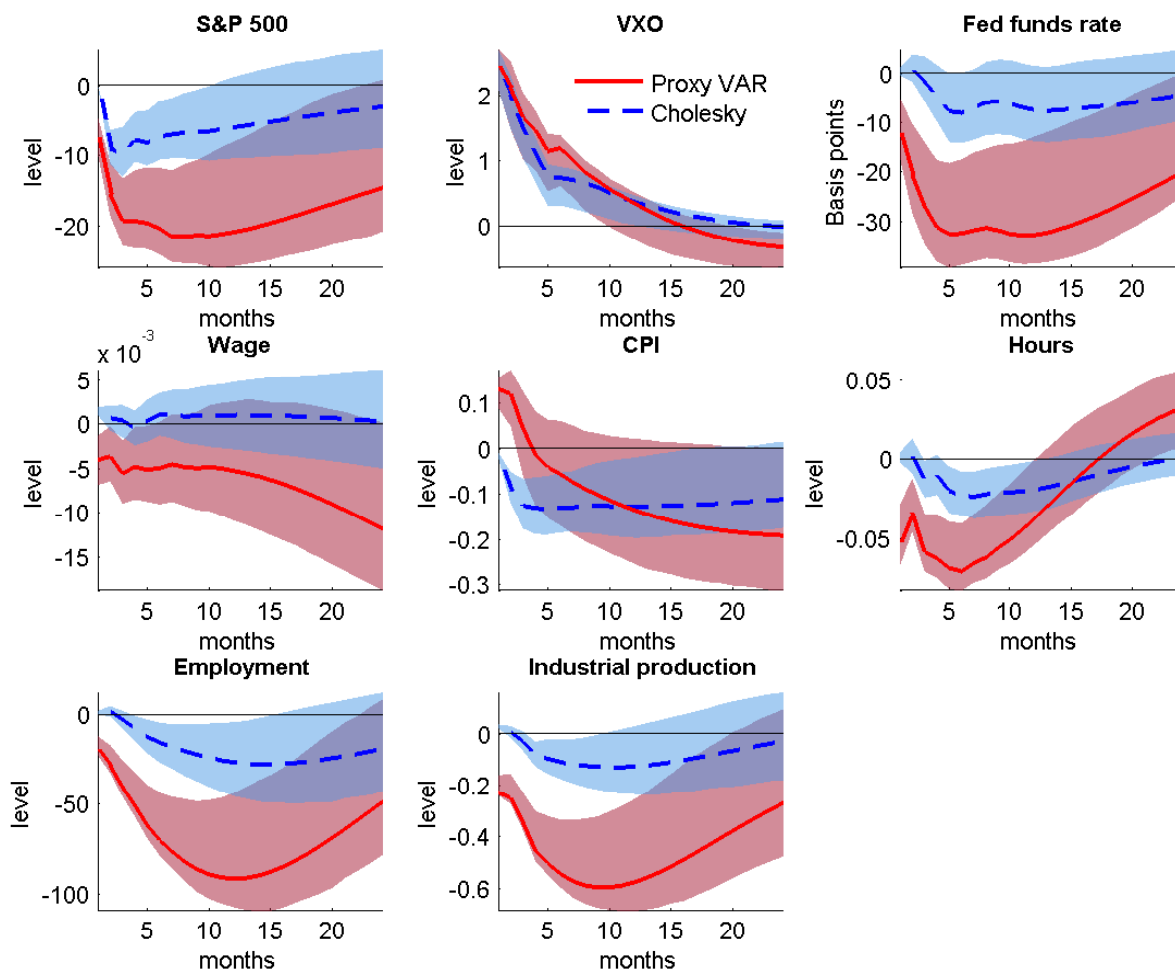 S&P 500
VXO
Fed funds rate
0
-10
-20
level
5
10
15
20
months
Proxy VAR
Cholesky
2
1
0
level
5
10
15
20
months
0
-10
-20
-30
Basis points
5
10
15
20
months
Wage
CPI
Hours
x 10^-3
5
0
-5
-10
-15
level
5
10
15
20
months
0.1
0
-0.1
-0.2
-0.3
level
5
10
15
20
months
0.05
0
-0.05
level
5
10
15
20
months
Employment
Industrial production
0
-50
-100
level
5
10
15
20
months
0
-0.2
-0.4
-0.6
level
5
10
15
20
months